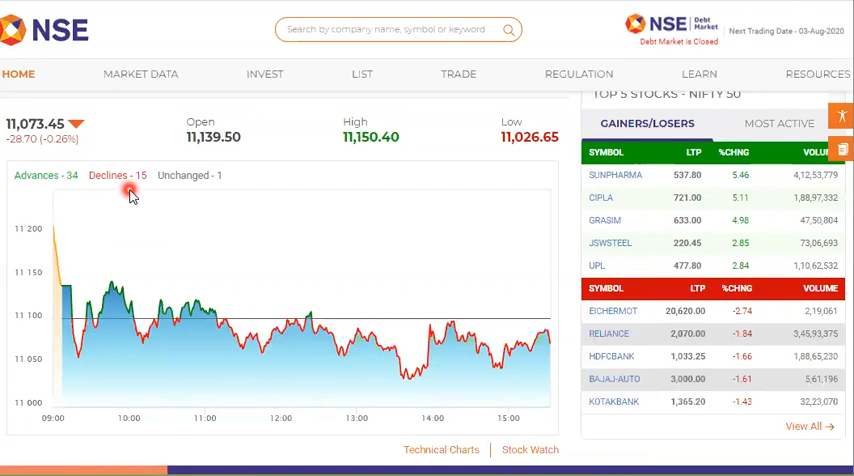 NSE
Search by company name, symbol or keyword
NSE Debt Market
Debt Market is Closed
Next Trading Date - 03-Aug-2020
HOME MARKET DATA INVEST LIST TRADE REGULATION LEARN RESOURCES
TOP 5 STOCKS - NIFTY 50
11,073.45
-28.70 (-0.26%)
Open
11,139.50
High
11,150.40
Low
11,026.65
GAINERS/LOSERS MOST ACTIVE
Advances - 34 Declines - 15 Unchanged - 1
11 200
11 150
11 100
11 050
11 000
09:00 10:00 11:00 12:00 13:00 14:00 15:00
Technical Charts | Stock Watch
SYMBOL LTP %CHNG
SUNPHARMA 537.80 5.46 4,12,53,779
CIPLA 721.00 5.11 1,88,97,332
GRASIM 633.00 4.98 47,50,804
JSWSTEEL 220.45 2.85 73,06,693
UPL 477.80 2.84 1,10,62,532
SYMBOL LTP %CHNG VOLUME
EICHERMOT 20,620.00 -2.74 2,19,061
RELIANCE 2,070.00 -1.84 3,45,93,375
HDFCBANK 1,033.25 -1.66 1,88,65,230
BAJAJ-AUTO 3,000.00 -1.61 5,61,196
KOTAKBANK 1,365.20 -1.43 32,23,070
View All